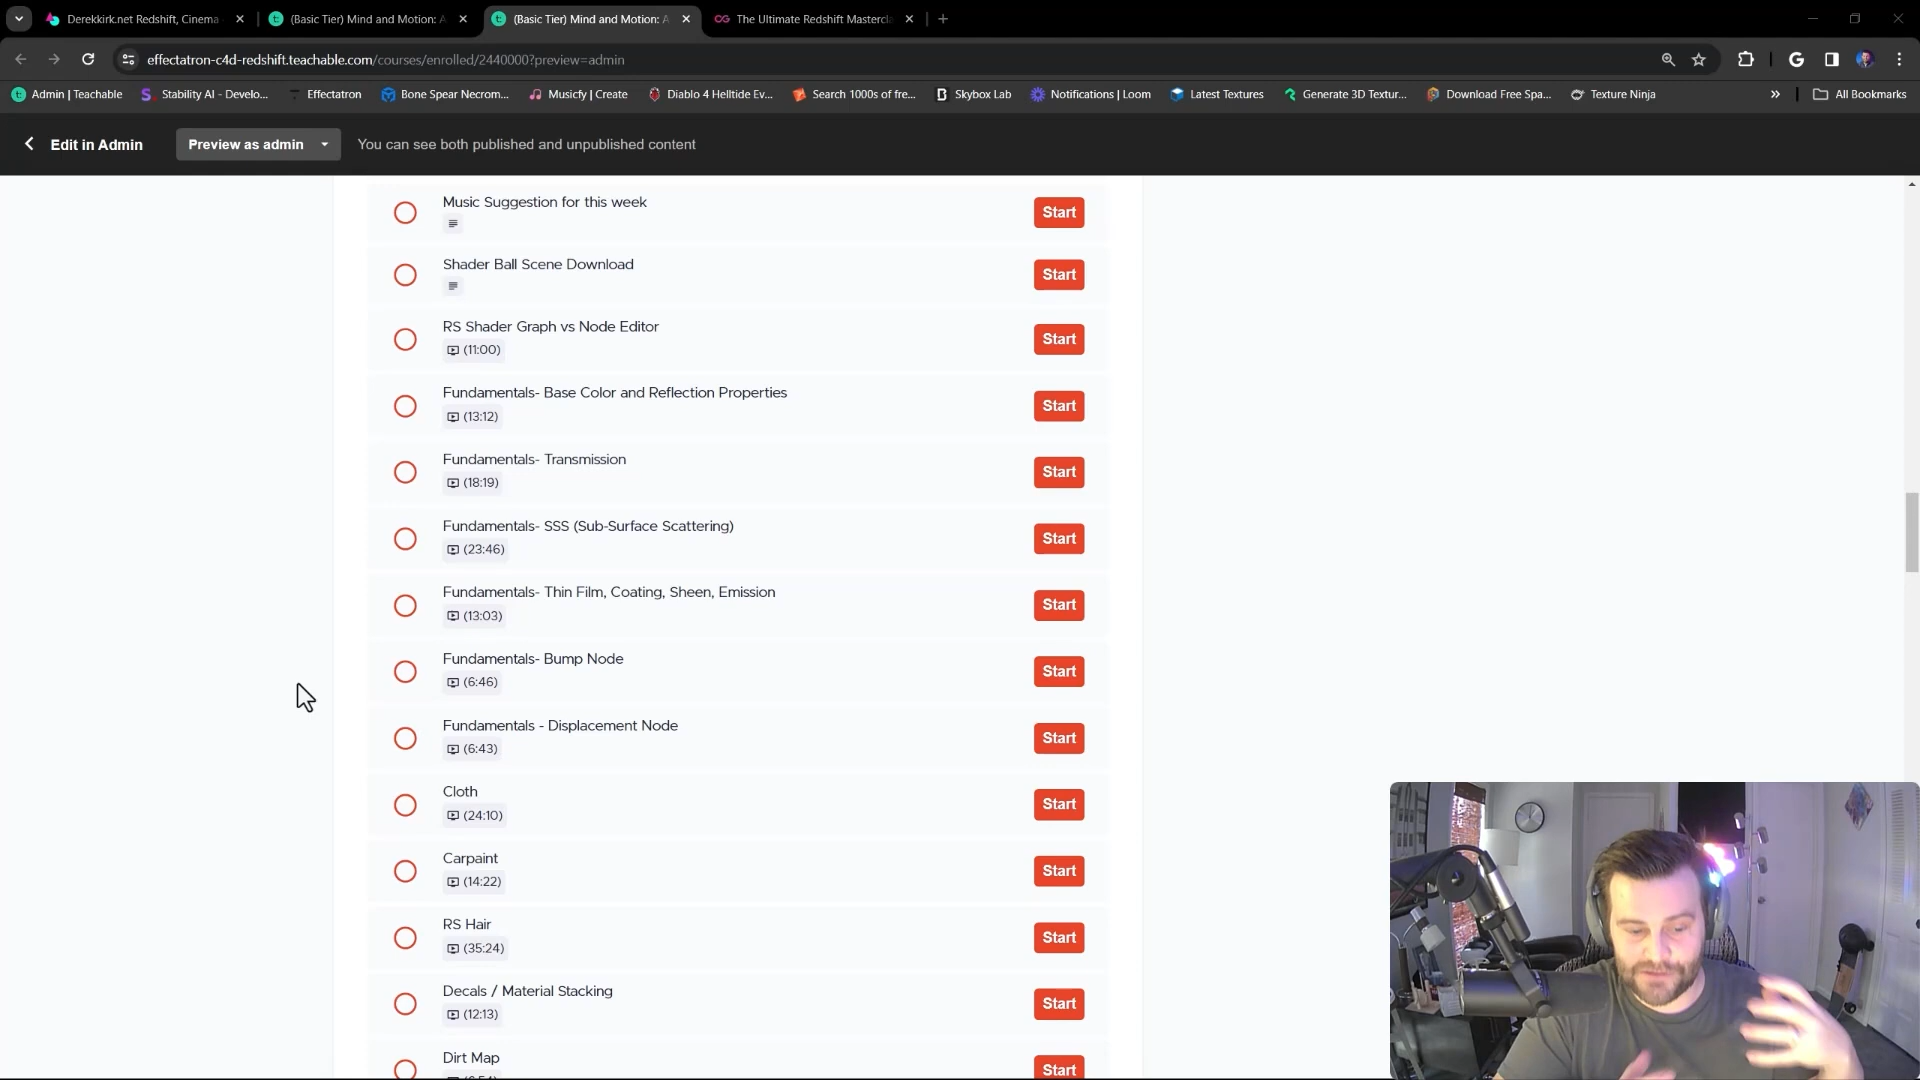 Derekkirk.net Redshift, Cinema
(Basic Tier) Mind and Motion: A
(Basic Tier) Mind and Motion: A
The Ultimate Redshift Mastercla
effectatron-c4d-redshift.teachable.com/courses/enrolled/2440000?preview=admin
Admin | Teachable
Stability AI - Develo...
Effectatron
Bone Spear Necrom...
Musicfy | Create
Diablo 4 Helltide Ev...
Search 1000s of fre...
Skybox Lab
Notifications | Loom
Latest Textures
Generate 3D Textur...
Download Free Spa...
Texture Ninja
All Bookmarks
Edit in Admin
Preview as admin
You can see both published and unpublished content
Music Suggestion for this week
Start
Shader Ball Scene Download
Start
RS Shader Graph vs Node Editor
(11:00)
Start
Fundamentals- Base Color and Reflection Properties
(13:12)
Start
Fundamentals- Transmission
(18:19)
Start
Fundamentals- SSS (Sub-Surface Scattering)
(23:46)
Start
Fundamentals- Thin Film, Coating, Sheen, Emission
(13:03)
Start
Fundamentals- Bump Node
(6:46)
Start
Fundamentals - Displacement Node
(6:43)
Start
Cloth
(24:10)
Start
Carpaint
(14:22)
Start
RS Hair
(35:24)
Start
Decals / Material Stacking
(12:13)
Start
Dirt Map
Start